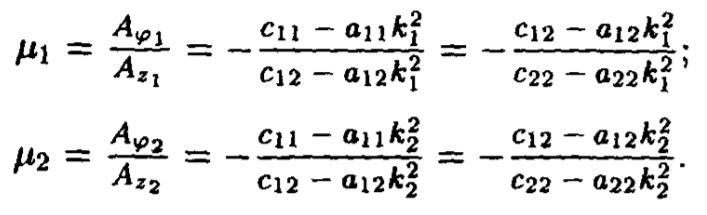 μ₁ = A_{φ₁}/A_{z₁} = −(c₁₁ − a₁₁k₁²)/(c₁₂ − a₁₂k₁²) = −(c₁₂ − a₁₂k₁²)/(c₂₂ − a₂₂k₁²);
μ₂ = A_{φ₂}/A_{z₂} = −(c₁₁ − a₁₁k₂²)/(c₁₂ − a₁₂k₂²) = −(c₁₂ − a₁₂k₂²)/(c₂₂ − a₂₂k₂²).